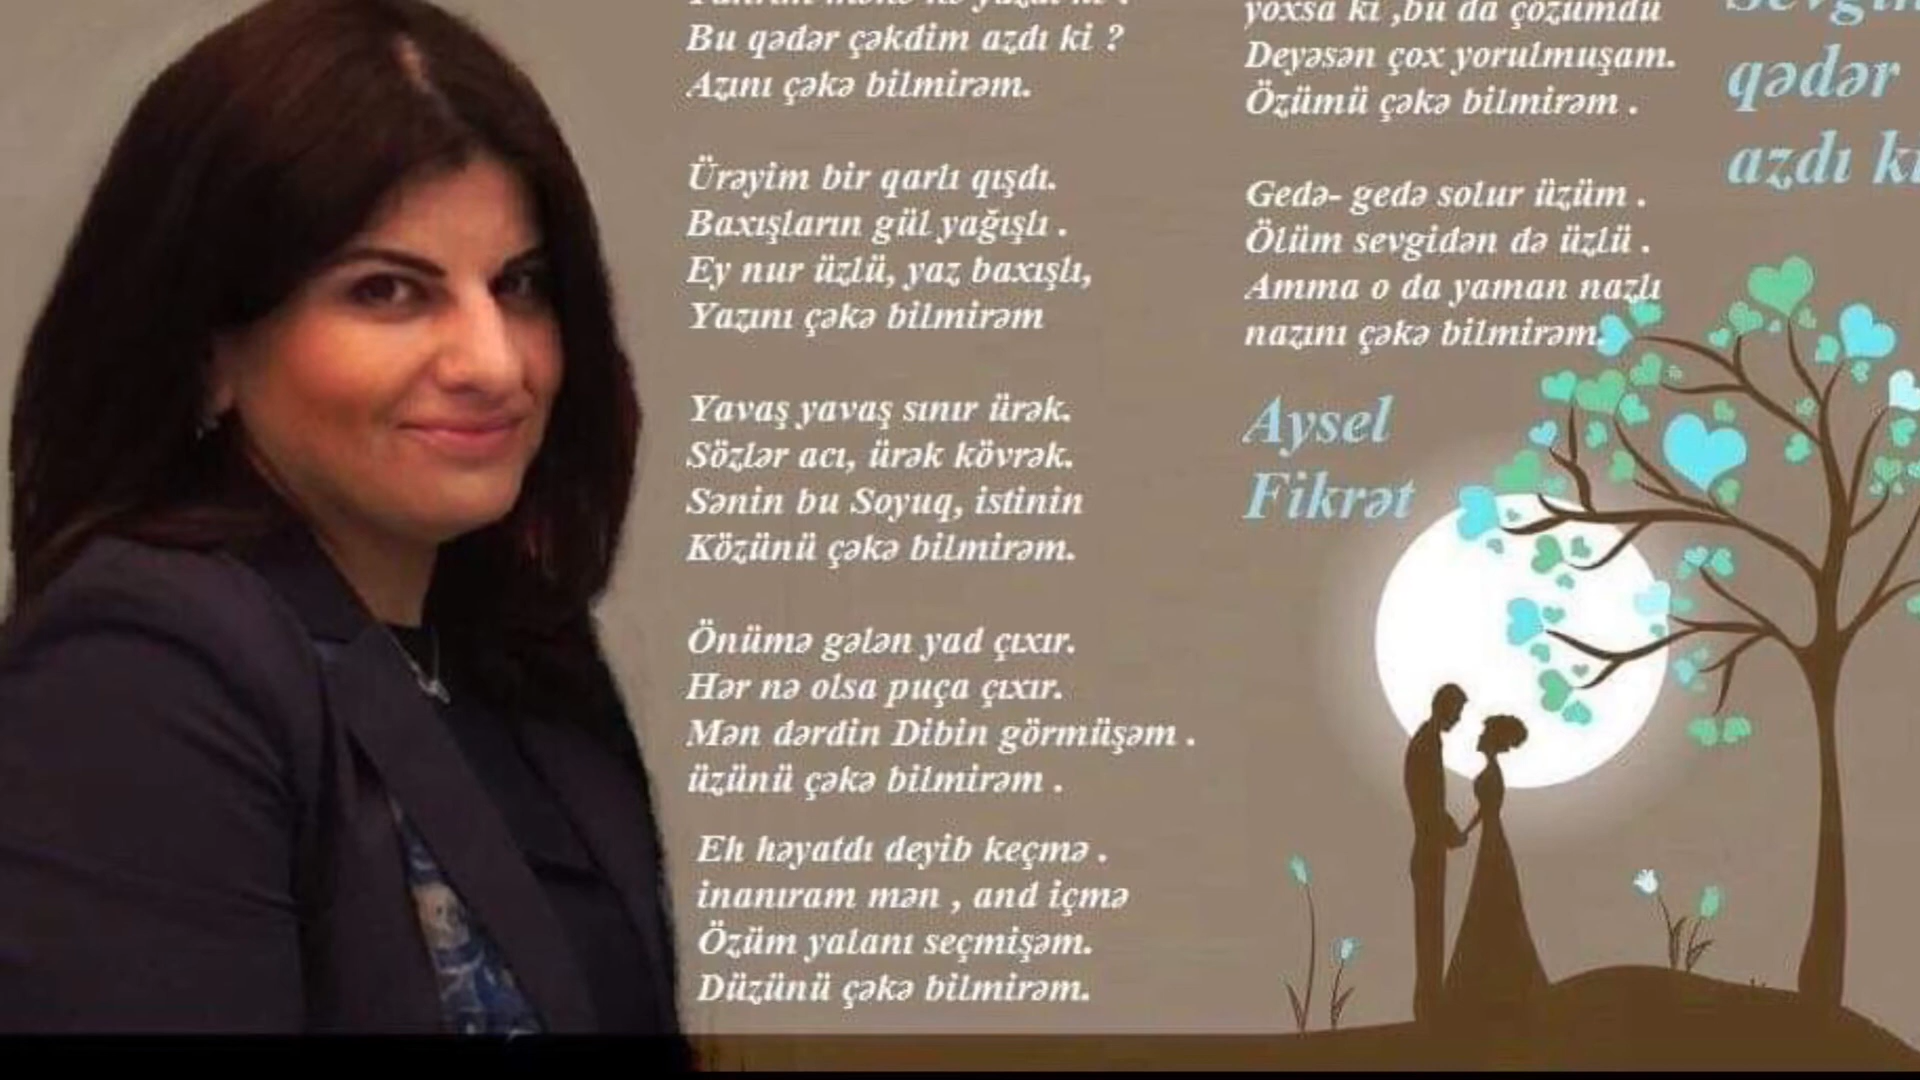 Bu qədər çəkdim azdı ki ?
Azını çəkə bilmirəm.
Ürəyim bir qarlı qışdı.
Baxışların gül yağışlı .
Ey nur üzlü, yaz baxışlı,
Yazını çəkə bilmirəm
Yavaş yavaş sınır ürək.
Sözlər acı, ürək kövrək.
Sənin bu Soyuq, istinin
Közünü çəkə bilmirəm.
Önümə gələn yad çıxır.
Hər nə olsa puça çıxır.
Mən dərdin Dibin görmüşəm .
üzünü çəkə bilmirəm .
Eh həyatdı deyib keçmə .
inanıram mən , and içmə
Özüm yalanı seçmişəm.
Düzünü çəkə bilmirəm.
yoxsa ki ,bu da çözümdü
Deyəsən çox yorulmuşam.
Özümü çəkə bilmirəm .
Gedə- gedə solur üzüm .
Ölüm sevgidən də üzlü .
Amma o da yaman nazlı
nazını çəkə bilmirəm.
Aysel
Fikrət
qədər
azdı